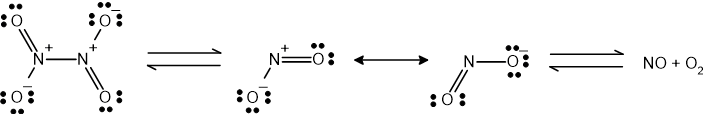 O O⁻
N⁺ N⁺ N⁺ O N O⁻ NO + O₂
O⁻ O O⁻ O